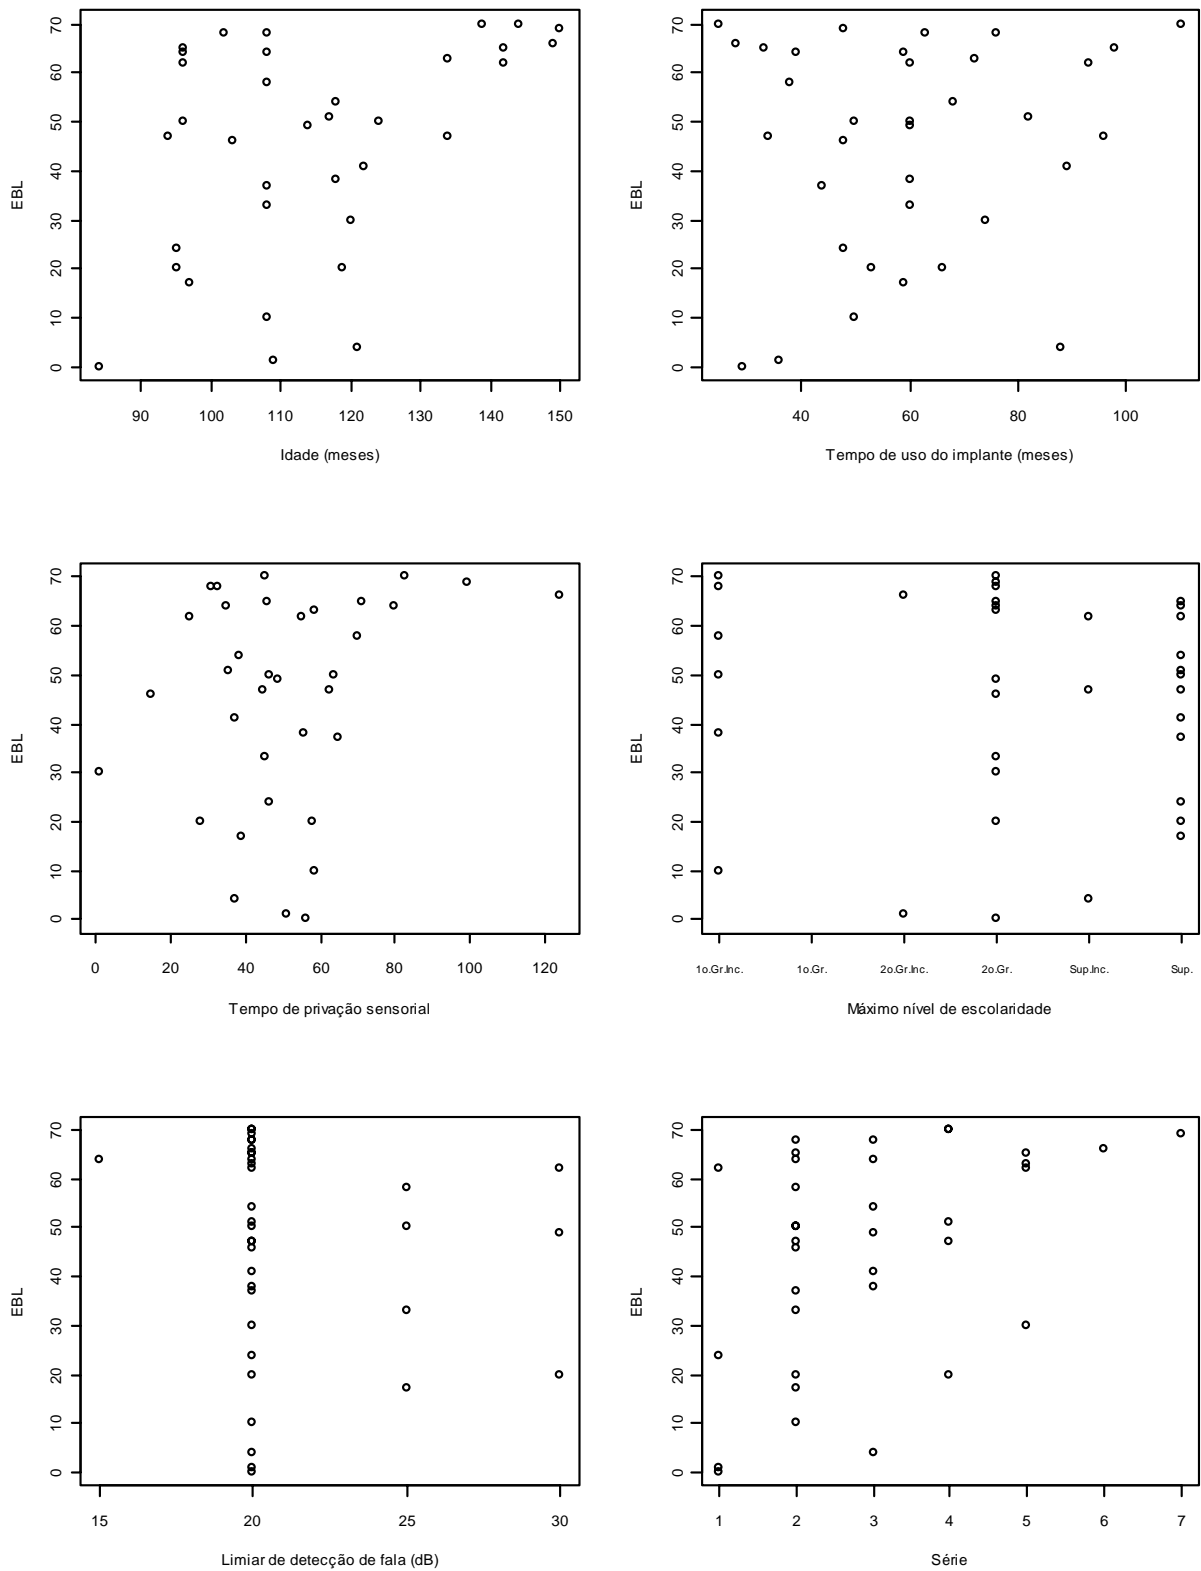 EBL
0 10 20 30 40 50 60 70
90 100 110 120 130 140 150
Idade (meses)
EBL
0 10 20 30 40 50 60 70
40 60 80 100
Tempo de uso do implante (meses)
EBL
0 10 20 30 40 50 60 70
0 20 40 60 80 100 120
Tempo de privação sensorial
EBL
0 10 20 30 40 50 60 70
1o.Gr.Inc. 1o.Gr. 2o.Gr.Inc. 2o.Gr. Sup.Inc. Sup.
Máximo nível de escolaridade
EBL
0 10 20 30 40 50 60 70
15 20 25 30
Limiar de detecção de fala (dB)
EBL
0 10 20 30 40 50 60 70
1 2 3 4 5 6 7
Série